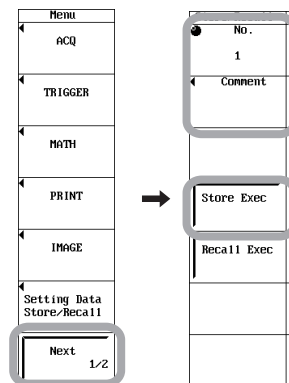 Menu
ACQ
TRIGGER
MATH
PRINT
IMAGE
Setting Data
Store/Recall
Next
1/2
No.
1
Comment
Store Exec
Recall Exec